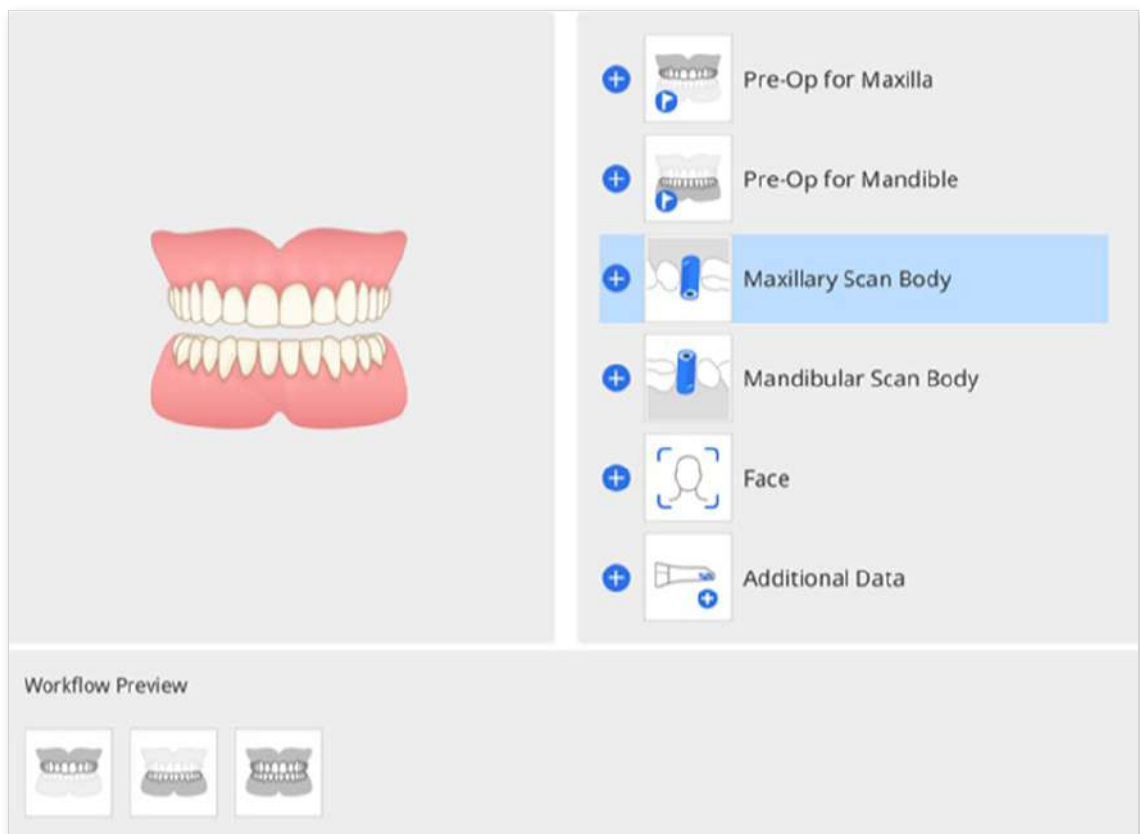 Pre-Op for Maxilla
Pre-Op for Mandible
Maxillary Scan Body
Mandibular Scan Body
Face
Additional Data
Workflow Preview